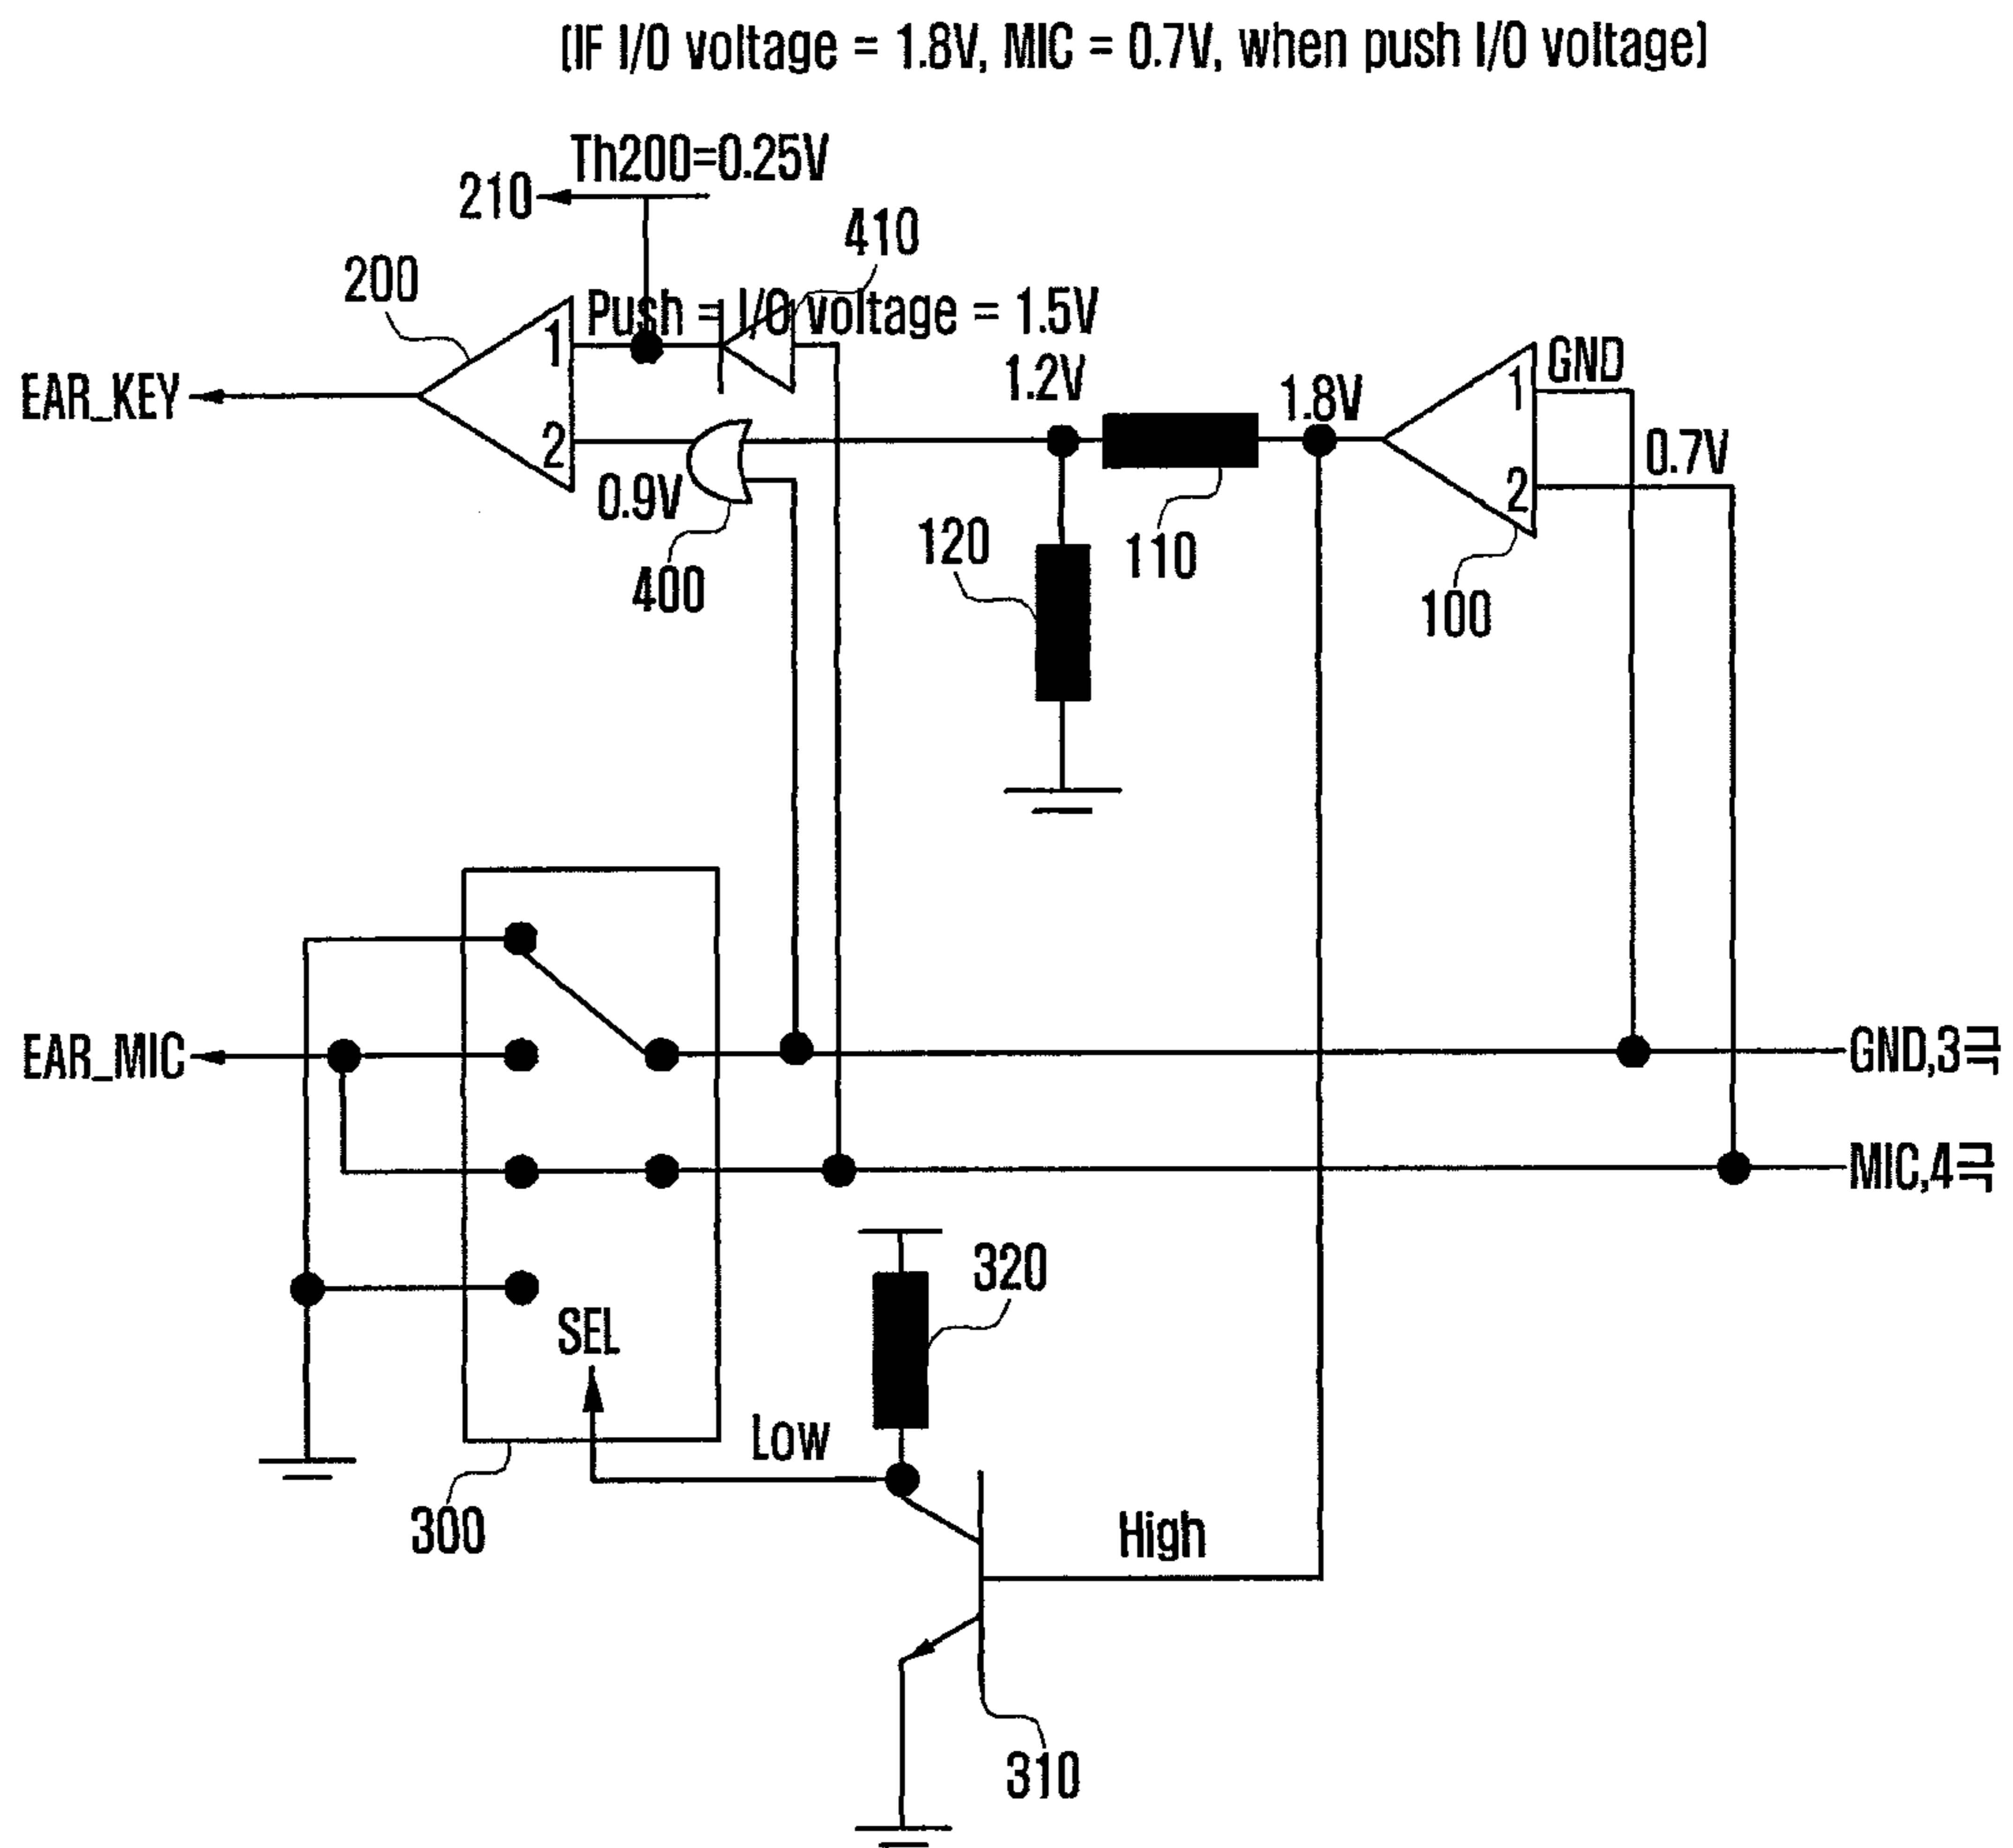 [IF I/O voltage = 1.8V, MIC = 0.7V, when push I/O voltage]
Th200=0.25V
210
410
200
Push = I/O voltage = 1.5V
1.2V
1
GND
1.8V
1
EAR_KEY
0.7V
2
2
0.9V
120
110
400
100
EAR_MIC
GND,3극
MIC,4극
320
SEL
Low
300
High
310